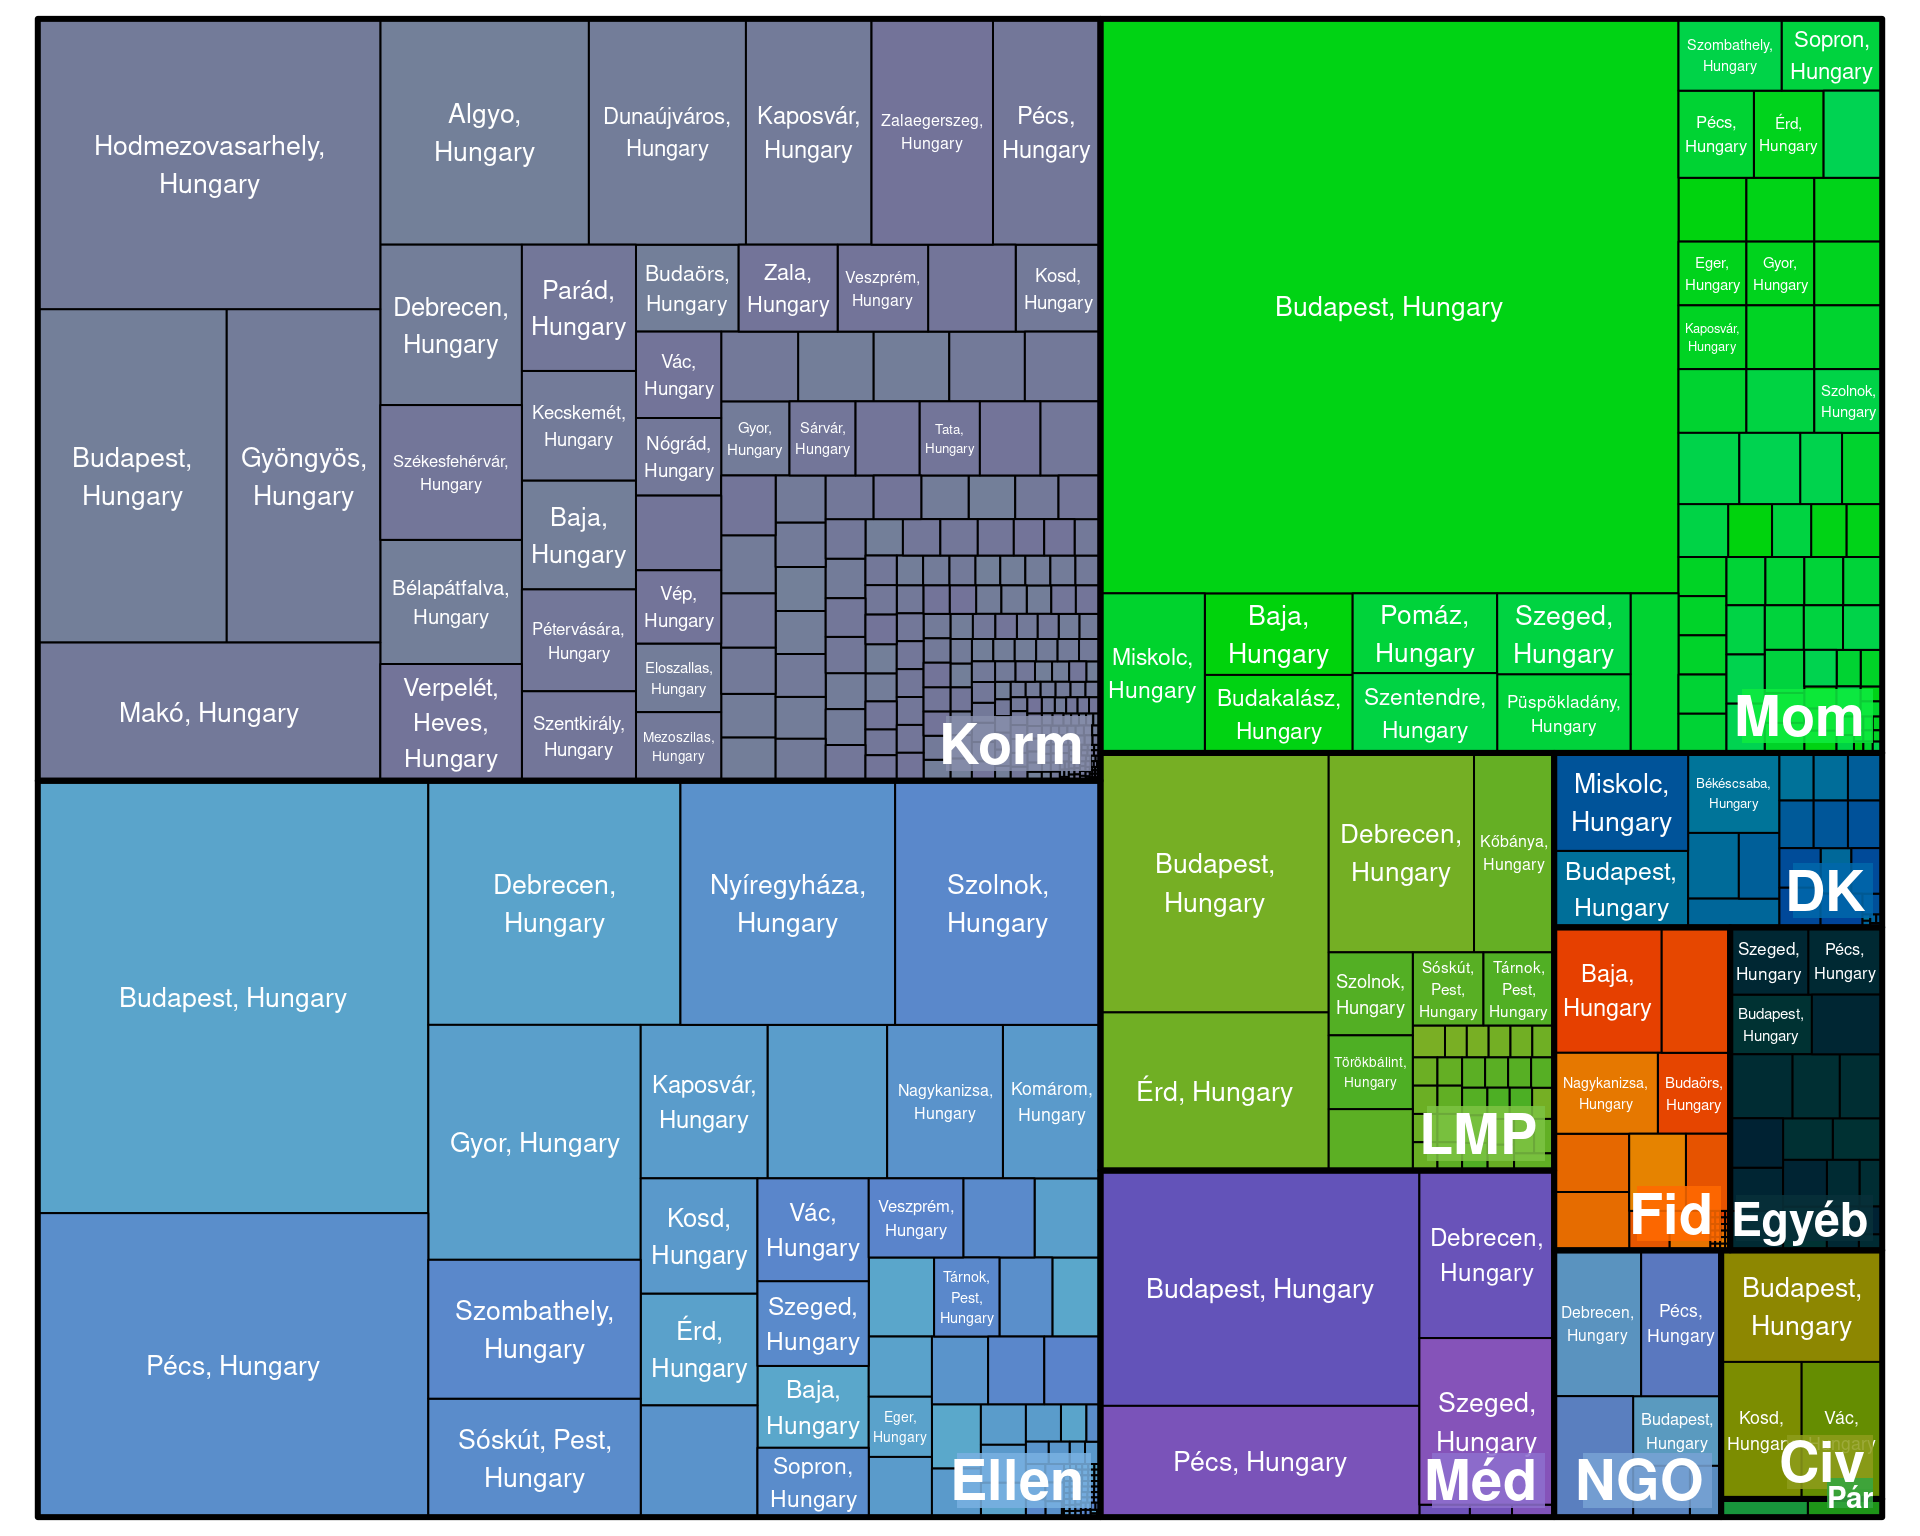 Hodmezovasarhely,
Hungary
Algyo,
Hungary
Dunaújváros,
Hungary
Kaposvár,
Hungary
Zalaegerszeg,
Hungary
Pécs,
Hungary
Budapest,
Hungary
Gyöngyös,
Hungary
Makó, Hungary
Debrecen,
Hungary
Parád,
Hungary
Budaörs,
Hungary
Zala,
Hungary
Veszprém,
Hungary
Kosd,
Hungary
Vác,
Hungary
Kecskemét,
Hungary
Székesfehérvár,
Hungary
Nógrád,
Hungary
Gyor,
Hungary
Sárvár,
Hungary
Tata,
Hungary
Baja,
Hungary
Bélapátfalva,
Hungary
Vép,
Hungary
Pétervására,
Hungary
Eloszallas,
Hungary
Verpelét,
Heves,
Hungary
Szentkirály,
Hungary
Mezoszilas,
Hungary
Korm
Budapest, Hungary
Szombathely,
Hungary
Sopron,
Hungary
Pécs,
Hungary
Érd,
Hungary
Eger,
Hungary
Gyor,
Hungary
Kaposvár,
Hungary
Szolnok,
Hungary
Miskolc,
Hungary
Baja,
Hungary
Pomáz,
Hungary
Szeged,
Hungary
Budakalász,
Hungary
Szentendre,
Hungary
Püspökladány,
Hungary
Mom
Budapest, Hungary
Debrecen,
Hungary
Nyíregyháza,
Hungary
Szolnok,
Hungary
Pécs, Hungary
Gyor, Hungary
Kaposvár,
Hungary
Nagykanizsa,
Hungary
Komárom,
Hungary
Szombathely,
Hungary
Sóskút, Pest,
Hungary
Kosd,
Hungary
Vác,
Hungary
Veszprém,
Hungary
Érd,
Hungary
Szeged,
Hungary
Tárnok,
Pest,
Hungary
Baja,
Hungary
Eger,
Hungary
Sopron,
Hungary
Ellen
Budapest,
Hungary
Debrecen,
Hungary
Kőbánya,
Hungary
Érd, Hungary
Szolnok,
Hungary
Sóskút,
Pest,
Hungary
Tárnok,
Pest,
Hungary
Törökbálint,
Hungary
LMP
Miskolc,
Hungary
Békéscsaba,
Hungary
Budapest,
Hungary
DK
Baja,
Hungary
Nagykanizsa,
Hungary
Budaörs,
Hungary
Fid
Szeged,
Hungary
Pécs,
Hungary
Budapest,
Hungary
Egyéb
Budapest, Hungary
Debrecen,
Hungary
Pécs, Hungary
Szeged,
Hungary
Méd
Debrecen,
Hungary
Pécs,
Hungary
Budapest,
Hungary
NGO
Budapest,
Hungary
Kosd,
Hungary
Vác,
Hungary
Civ
Pár